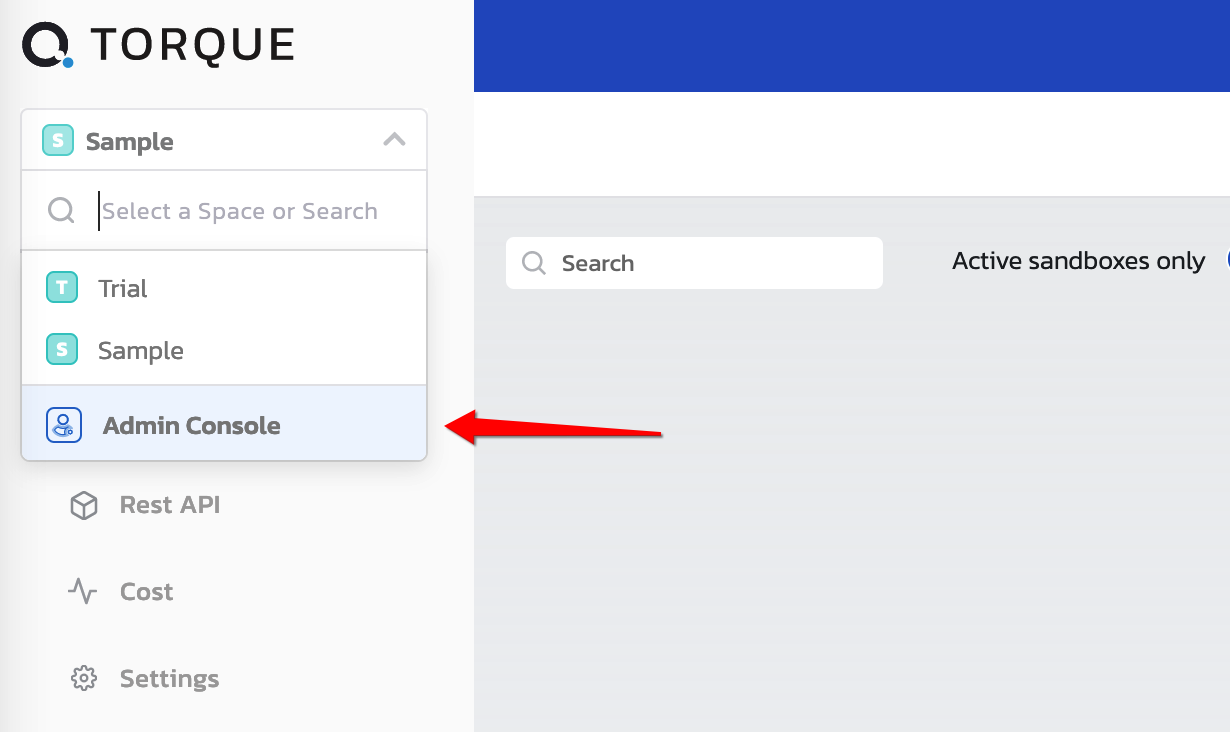 TORQUE
S Sample
Select a Space or Search
T Trial
S Sample
Admin Console
Rest API
Cost
Settings
Search
Active sandboxes only